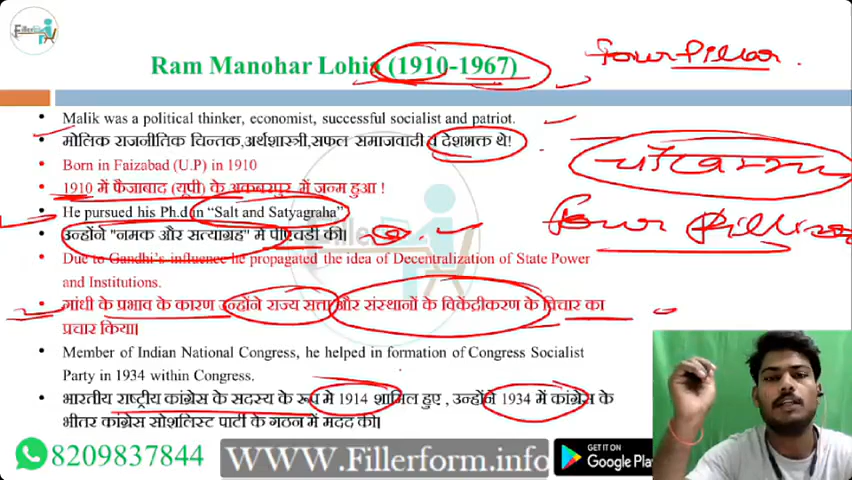 Filler
Ram Manohar Lohia (1910-1967)
four Pillar
Malik was a political thinker, economist, successful socialist and patriot.
मौलिक राजनीतिक चिन्तक,अर्थशास्त्री,सफल समाजवादी व देशभक्त थे!
Born in Faizabad (U.P) in 1910
1910 में फैजाबाद (यूपी) के अकबरपुर में जन्म हुआ !
He pursued his Ph.d in “Salt and Satyagraha”
उन्होंने "नमक और सत्याग्रह" में पीएचडी की।
four
Due to Gandhi’s influence he propagated the idea of Decentralization of State Power
and Institutions.
गांधी के प्रभाव के कारण उन्होंने राज्य सत्ता और संस्थानों के विकेंद्रीकरण के विचार का
प्रचार किया।
Member of Indian National Congress, he helped in formation of Congress Socialist
Party in 1934 within Congress.
भारतीय राष्ट्रीय कांग्रेस के सदस्य के रूप मे 1914 शामिल हुए , उन्होंने 1934 में कांग्रेस के
भीतर कांग्रेस सोशलिस्ट पार्टी के गठन में मदद की।
8209837844
WWW.Fillerform.info
GET IT ON
Google Pla